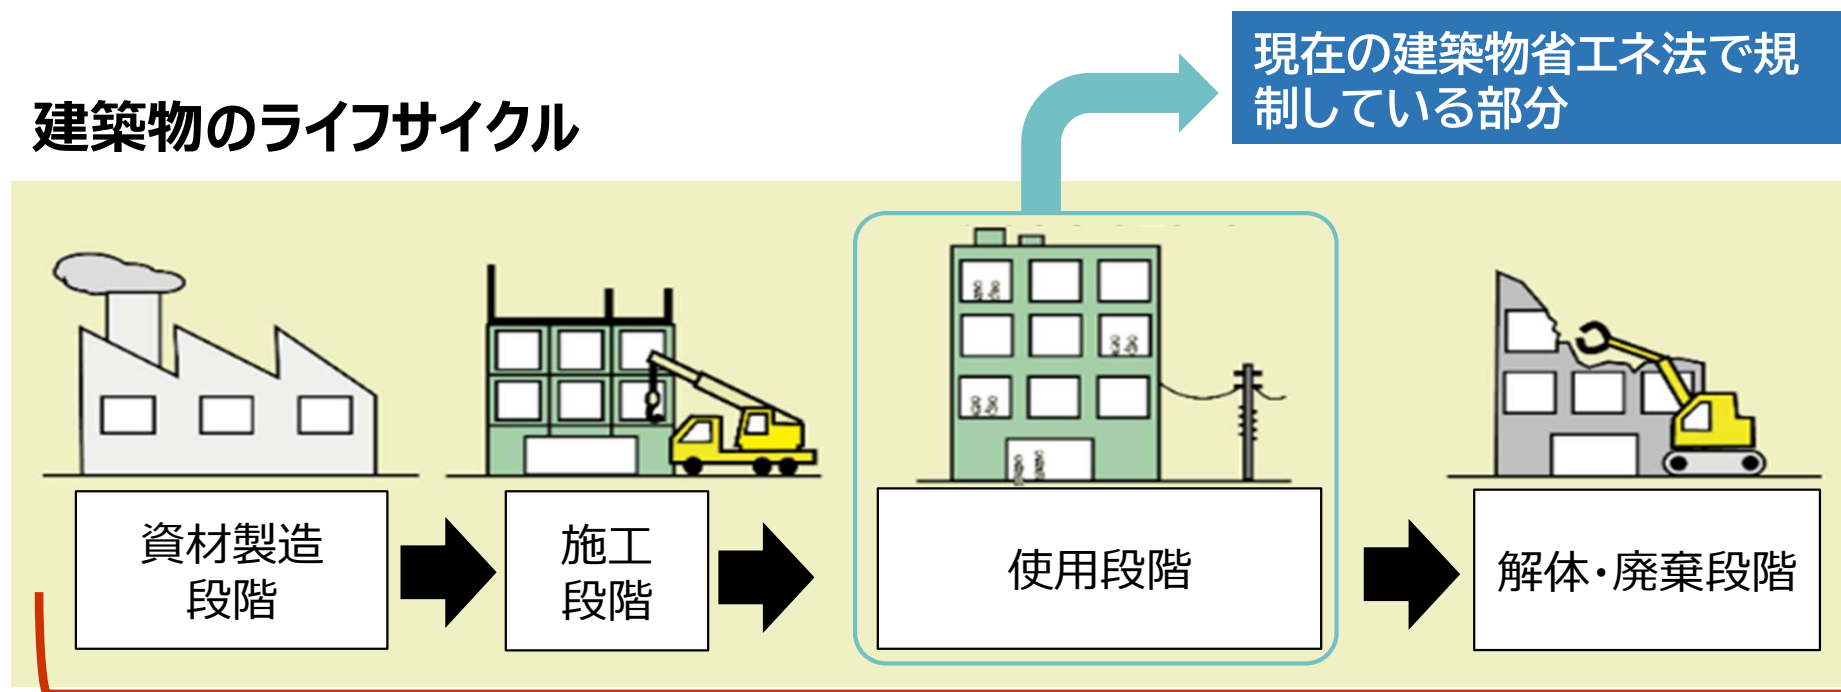 現在の建築物省エネ法で規
制している部分
建築物のライフサイクル
資材製造
段階
施工
段階
使用段階
解体・廃棄段階